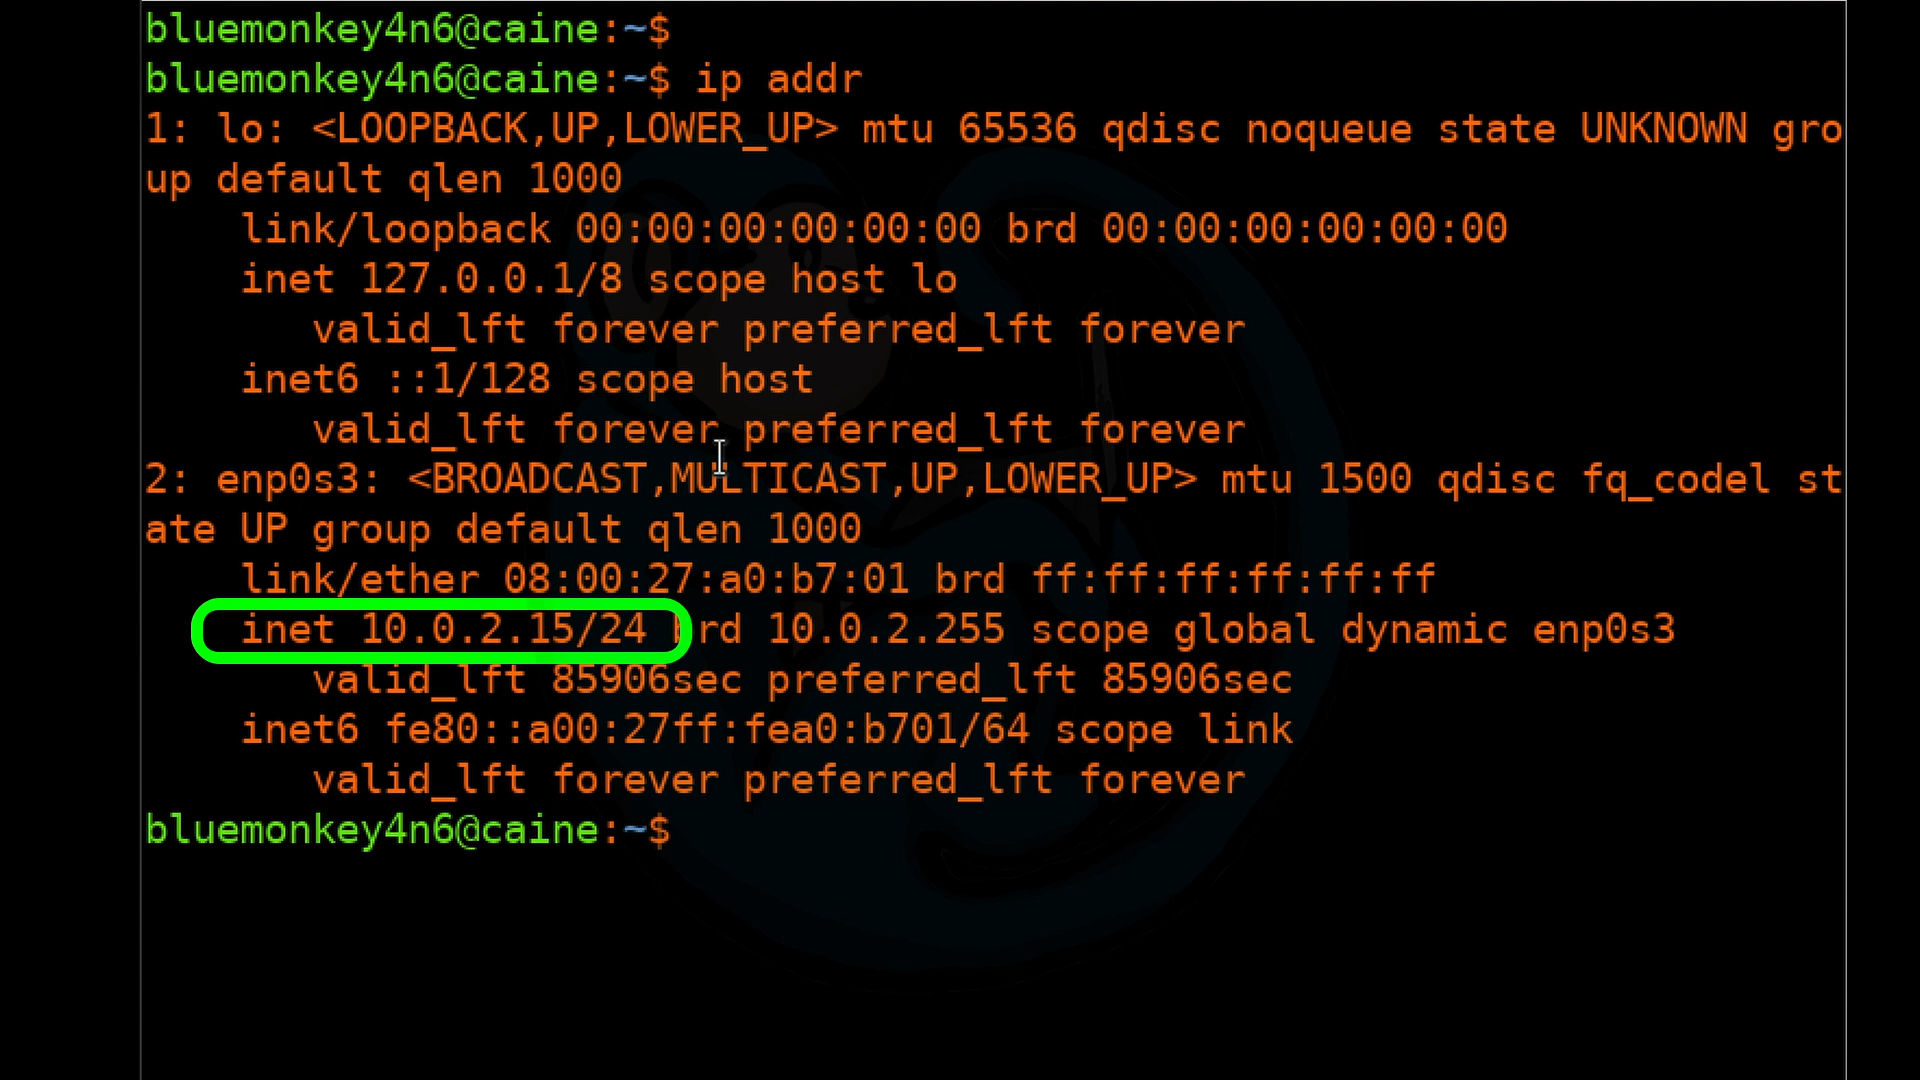 bluemonkey4n6@caine:~$
bluemonkey4n6@caine:~$ ip addr
1: lo: <LOOPBACK,UP,LOWER_UP> mtu 65536 qdisc noqueue state UNKNOWN gro
up default qlen 1000
    link/loopback 00:00:00:00:00:00 brd 00:00:00:00:00:00
    inet 127.0.0.1/8 scope host lo
       valid_lft forever preferred_lft forever
    inet6 ::1/128 scope host
       valid_lft forever preferred_lft forever
2: enp0s3: <BROADCAST,MULTICAST,UP,LOWER_UP> mtu 1500 qdisc fq_codel st
ate UP group default qlen 1000
    link/ether 08:00:27:a0:b7:01 brd ff:ff:ff:ff:ff:ff
    inet 10.0.2.15/24 brd 10.0.2.255 scope global dynamic enp0s3
       valid_lft 85906sec preferred_lft 85906sec
    inet6 fe80::a00:27ff:fea0:b701/64 scope link
       valid_lft forever preferred_lft forever
bluemonkey4n6@caine:~$